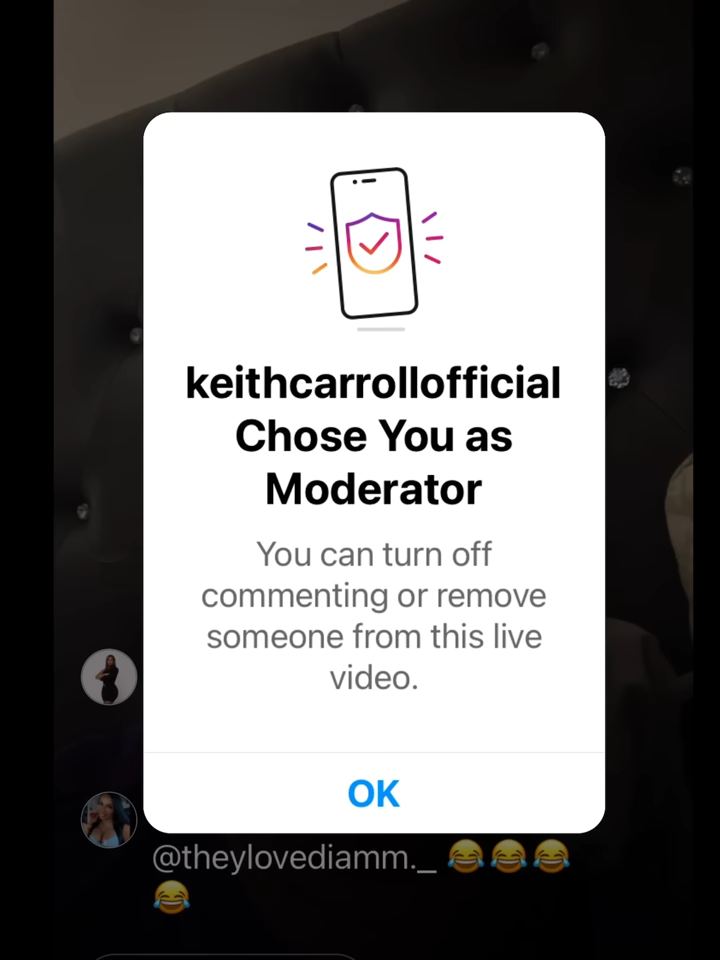 keithcarrollofficial
Chose You as
Moderator
You can turn off
commenting or remove
someone from this live
video.
OK
@theylovediamm._ 😂😂😂
😂